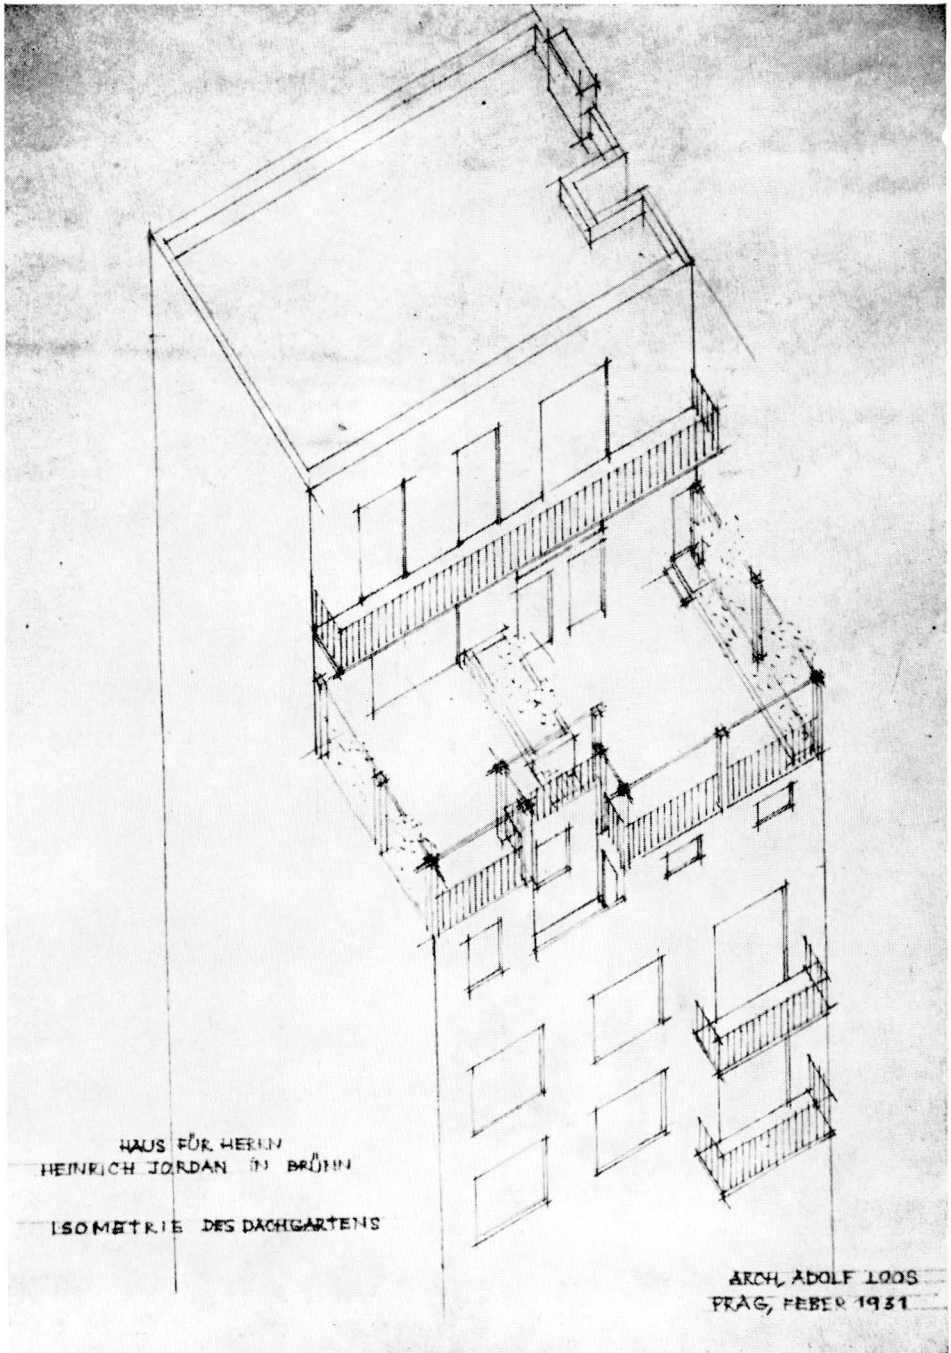 HAUS FÜR HERRN
HEINRICH JORDAN IN BRÜNN
ISOMETRIE DES DACHGARTENS
ARCH, ADOLF LOOS
PRAG, FEBER 1931